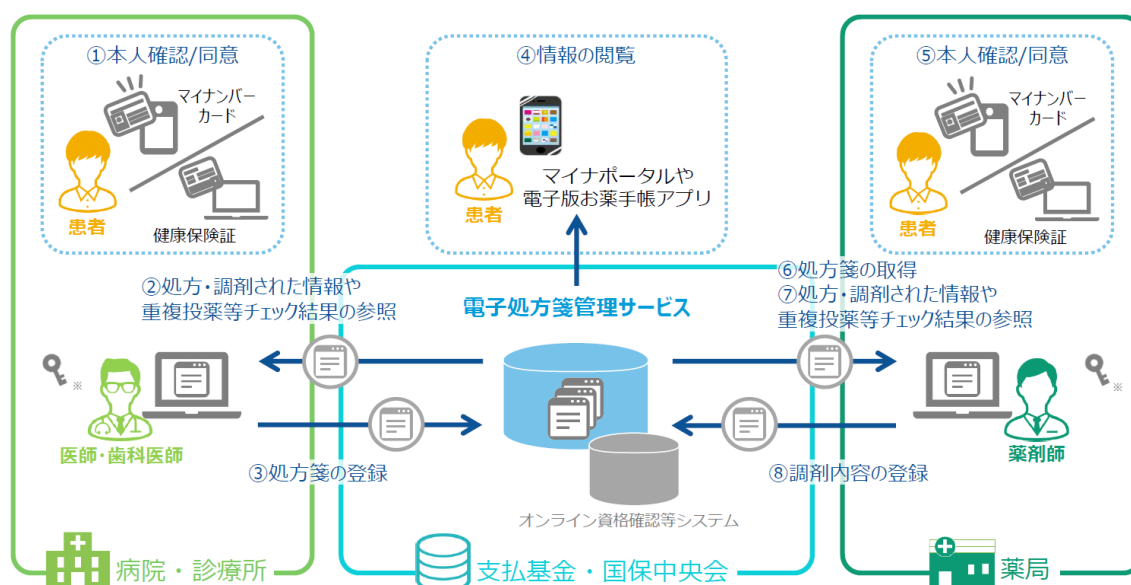 ①本人確認/同意
マイナンバー
カード
患者
健康保険証
②処方・調剤された情報や
重複投薬等チェック結果の参照
※
医師・歯科医師
③処方箋の登録
病院・診療所
④情報の閲覧
患者
マイナポータルや
電子版お薬手帳アプリ
電子処方箋管理サービス
オンライン資格確認等システム
支払基金・国保中央会
⑤本人確認/同意
マイナンバー
カード
患者
健康保険証
⑥処方箋の取得
⑦処方・調剤された情報や
重複投薬等チェック結果の参照
※
薬剤師
⑧調剤内容の登録
薬局